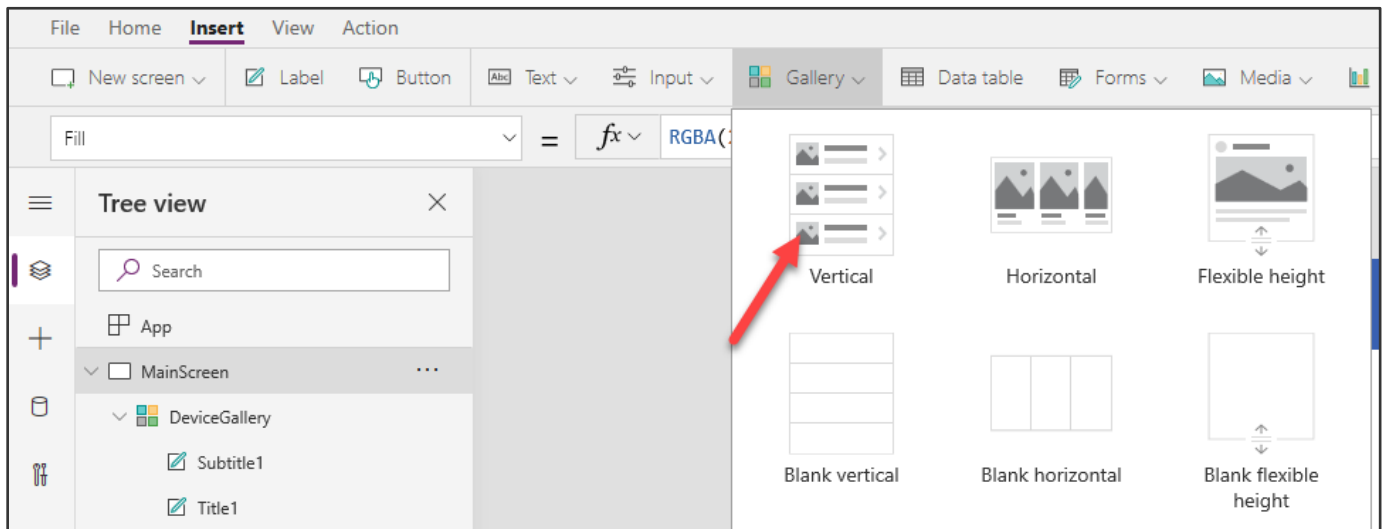 File Home Insert View Action
New screen Label Button Abc Text Input Gallery Data table Forms Media
Fill = fx RGBA(
Tree view
Search
App
MainScreen ...
DeviceGallery
Subtitle1
Title1
Vertical Horizontal Flexible height
Blank vertical Blank horizontal Blank flexible
height